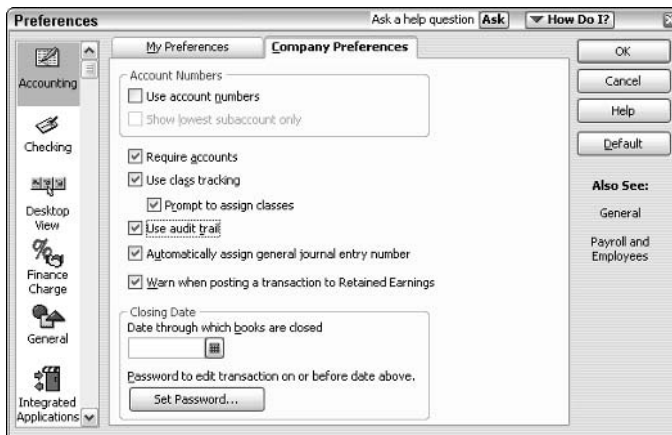 Preferences
Ask a help question Ask How Do I?
My Preferences Company Preferences
Accounting
Checking
Desktop
View
Finance
Charge
General
Integrated
Applications
Account Numbers
Use account numbers
Show lowest subaccount only
Require accounts
Use class tracking
Prompt to assign classes
Use audit trail
Automatically assign general journal entry number
Warn when posting a transaction to Retained Earnings
Closing Date
Date through which books are closed
Password to edit transaction on or before date above.
Set Password...
OK
Cancel
Help
Default
Also See:
General
Payroll and
Employees